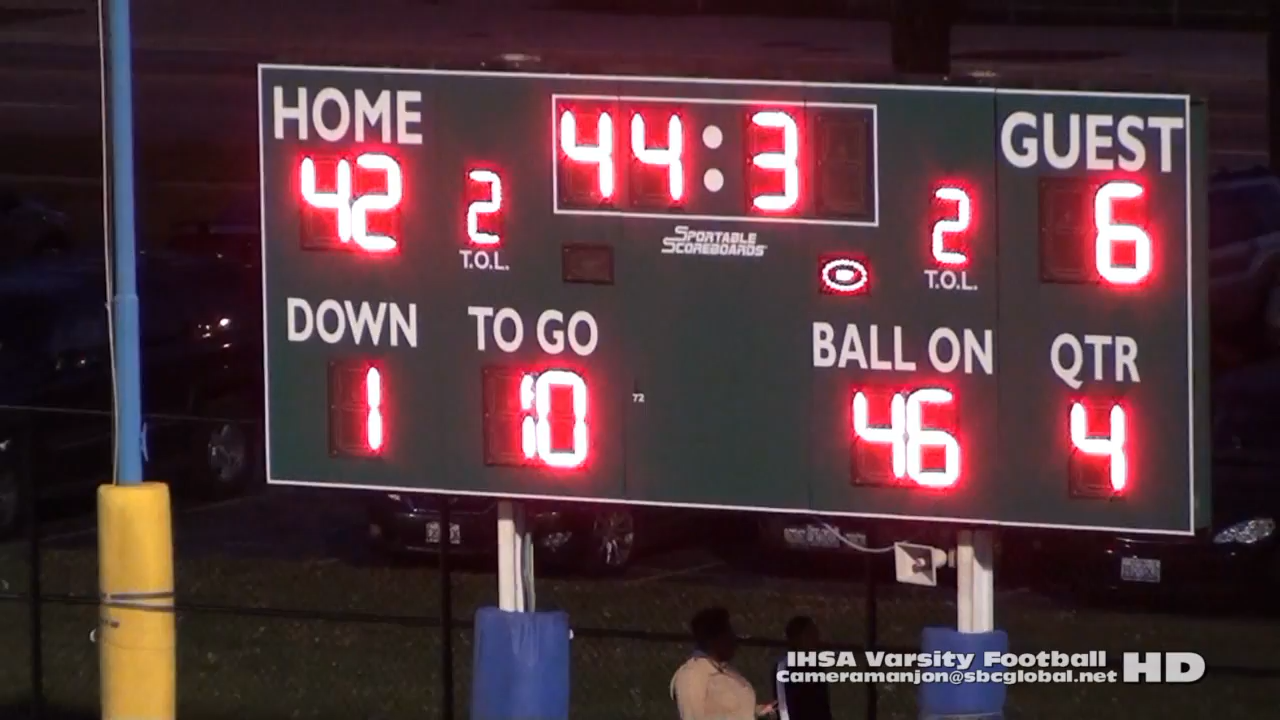 HOME 44:3 GUEST
42 2 2 6
T.O.L. SPORTABLE SCOREBOARDS T.O.L.
DOWN TO GO BALL ON QTR
1 10 72 46 4
IHSA Varsity Football HD
cameramanjon@sbcglobal.net